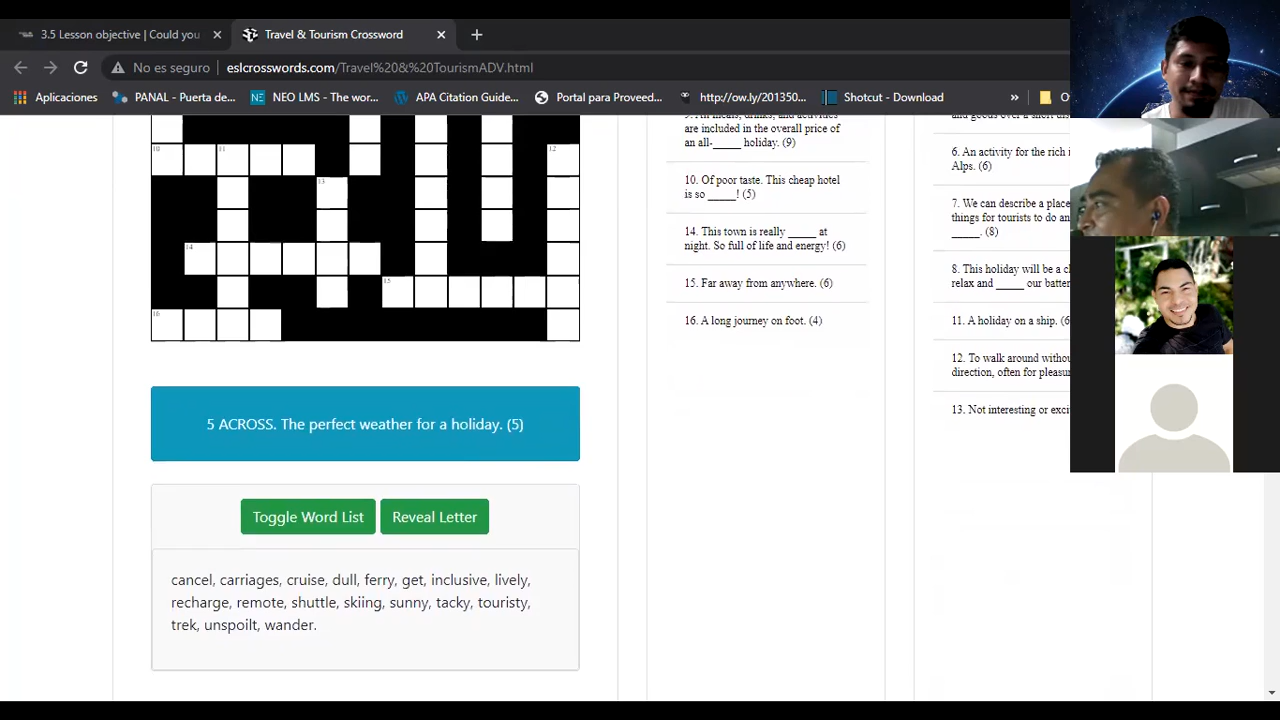 3.5 Lesson objective | Could you
Travel & Tourism Crossword
No es seguro
eslcrosswords.com/Travel%20&%20TourismADV.html
Aplicaciones
PANAL - Puerta de...
NEO LMS - The wor...
APA Citation Guide...
Portal para Proveed...
http://ow.ly/201350...
Shotcut - Download
»
10
11
12
13
14
15
16
5 ACROSS. The perfect weather for a holiday. (5)
Toggle Word List
Reveal Letter
cancel, carriages, cruise, dull, ferry, get, inclusive, lively,
recharge, remote, shuttle, skiing, sunny, tacky, touristy,
trek, unspoilt, wander.
are included in the overall price of
an all-_____ holiday. (9)
10. Of poor taste. This cheap hotel
is so _____! (5)
14. This town is really _____ at
night. So full of life and energy! (6)
15. Far away from anywhere. (6)
16. A long journey on foot. (4)
6. An activity for the rich i
Alps. (6)
7. We can describe a place
things for tourists to do an
_____. (8)
8. This holiday will be a c
relax and _____ our batter
11. A holiday on a ship. (6
12. To walk around withou
direction, often for pleasu
13. Not interesting or exci